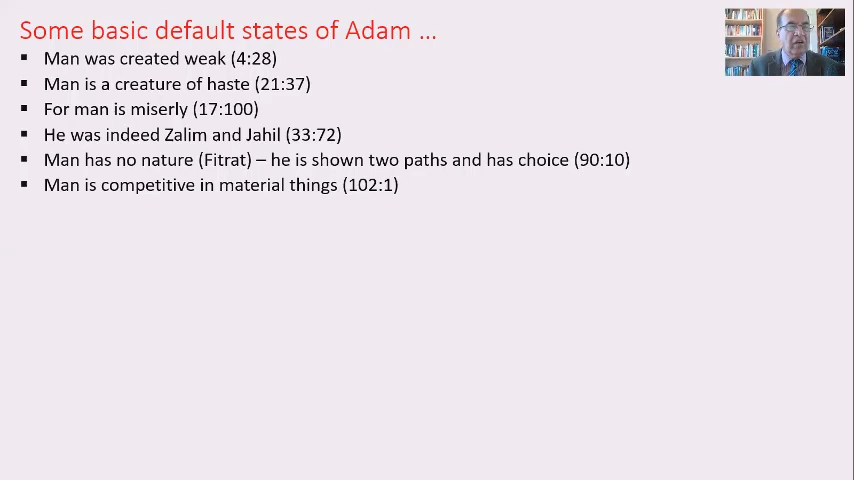 Some basic default states of Adam ...
▪ Man was created weak (4:28)
▪ Man is a creature of haste (21:37)
▪ For man is miserly (17:100)
▪ He was indeed Zalim and Jahil (33:72)
▪ Man has no nature (Fitrat) – he is shown two paths and has choice (90:10)
▪ Man is competitive in material things (102:1)